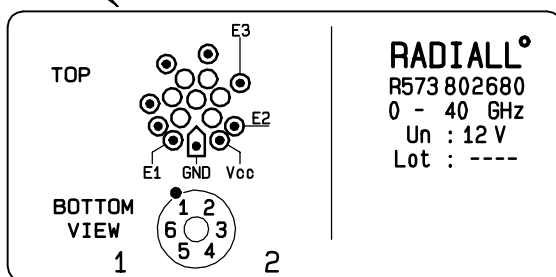 E3
TOP
E2
E1 GND Vcc
BOTTOM
VIEW
1 2
6 3
5 4
1 2
RADIALL°
R573 802680
0 - 40 GHz
Un : 12 V
Lot : ----